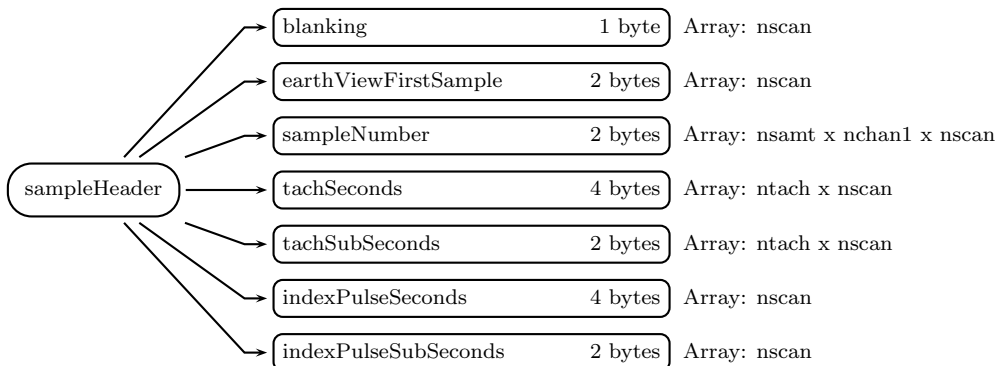 blanking 1 byte Array: nscan
earthViewFirstSample 2 bytes Array: nscan
sampleNumber 2 bytes Array: nsamt x nchan1 x nscan
sampleHeader tachSeconds 4 bytes Array: ntach x nscan
tachSubSeconds 2 bytes Array: ntach x nscan
indexPulseSeconds 4 bytes Array: nscan
indexPulseSubSeconds 2 bytes Array: nscan